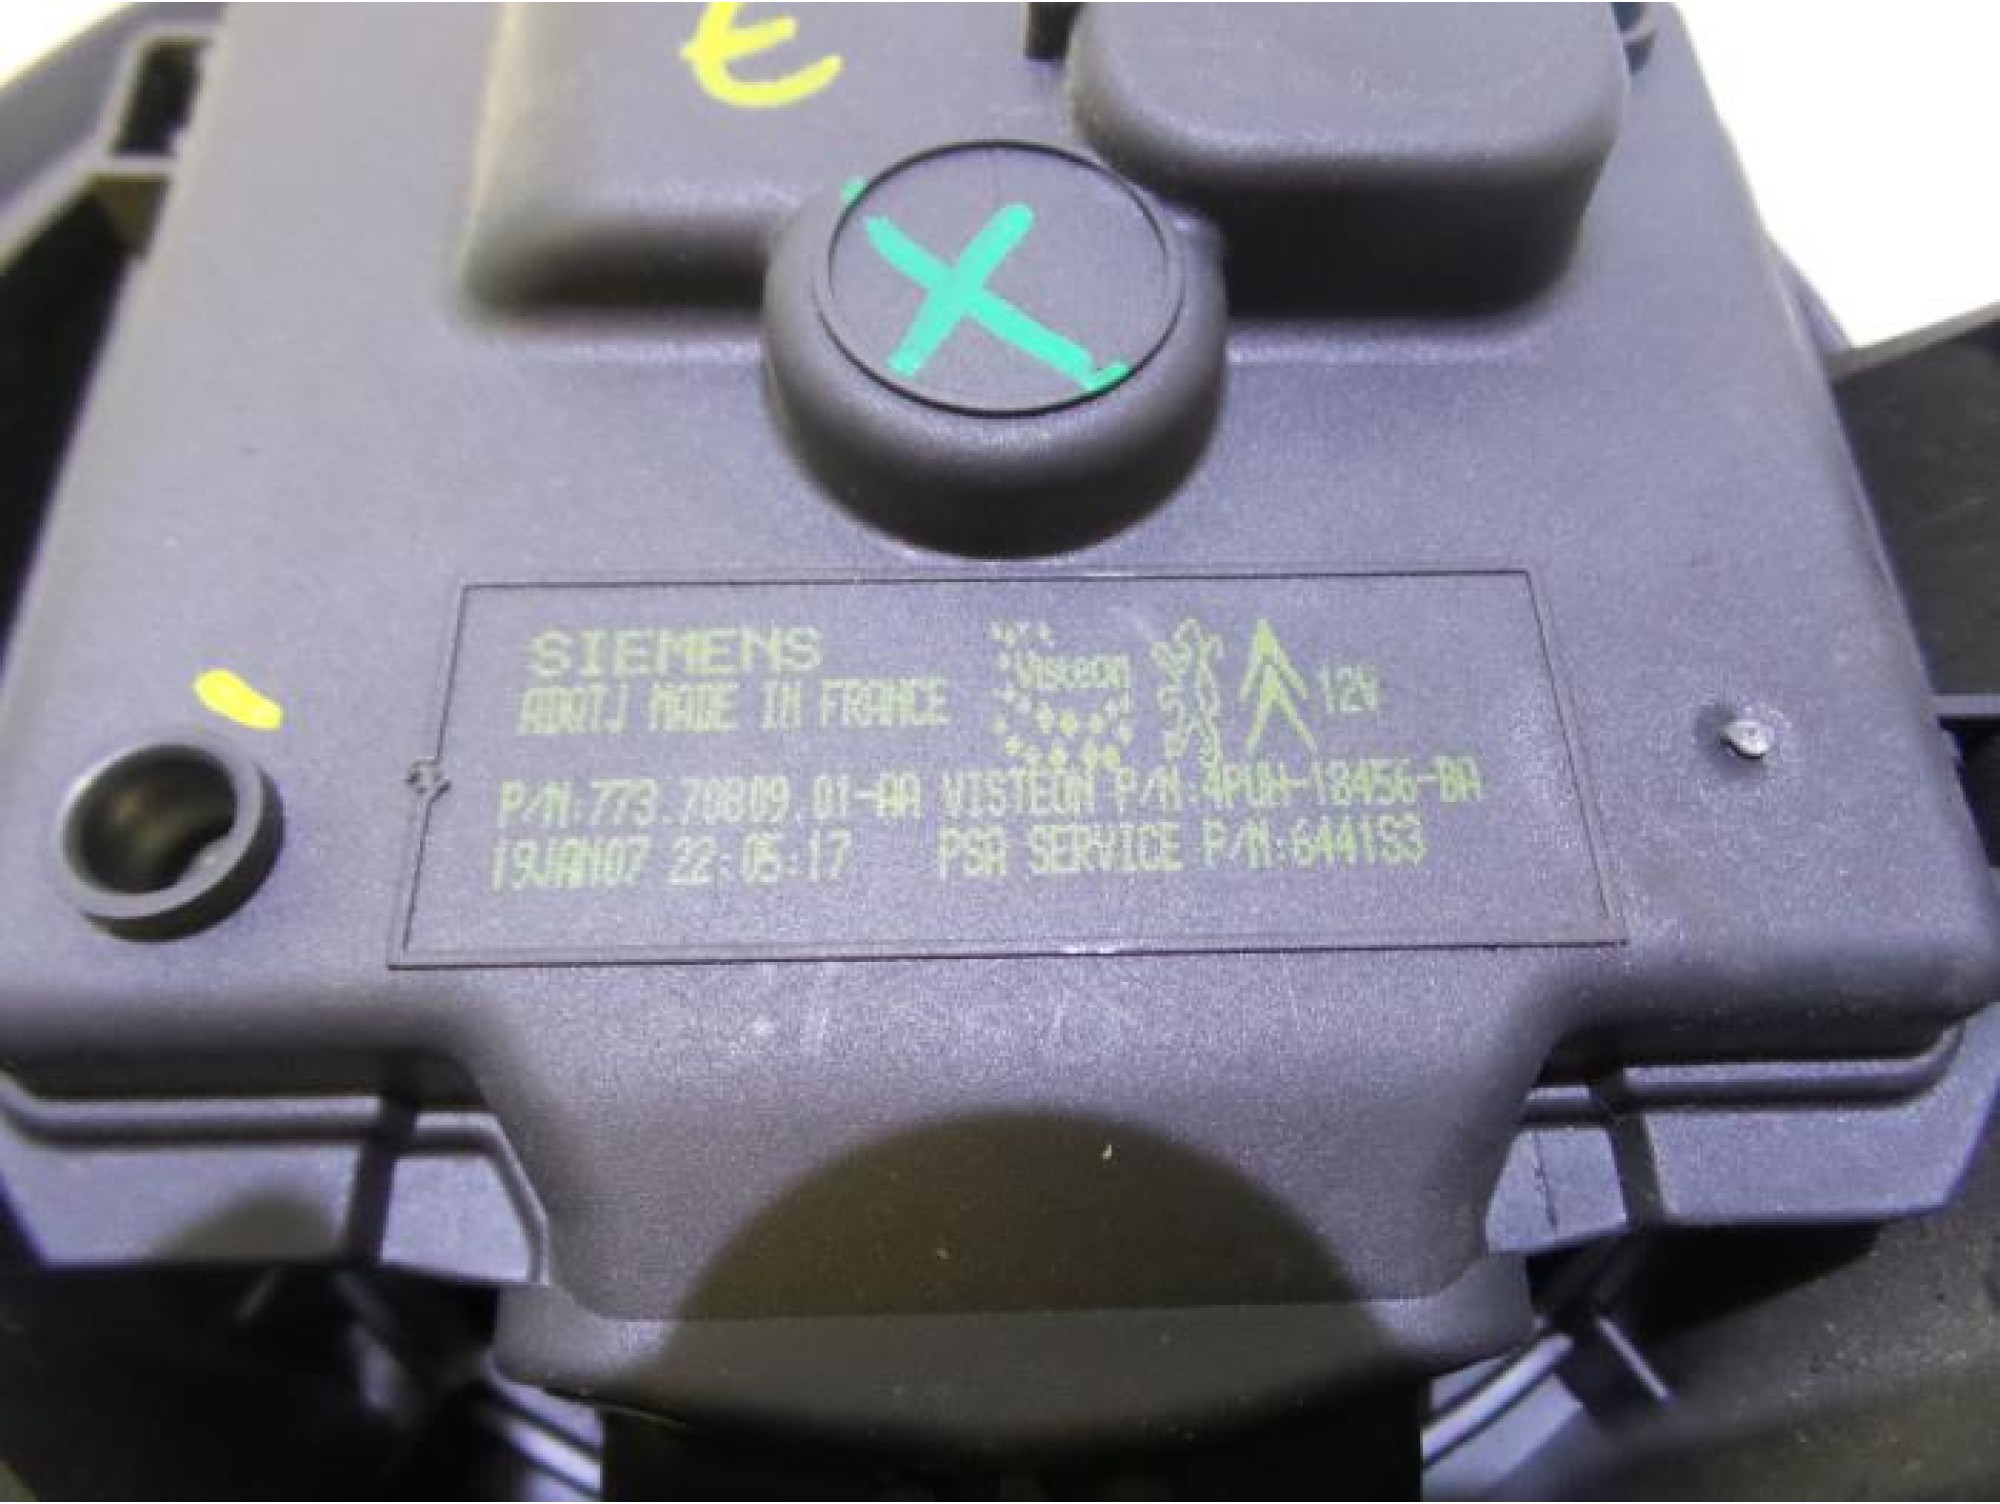 SIEMENS
MADE IN FRANCE
Visteon
12V
P/N:773.70809.01-AA VISTEON P/N:4PUH-18456-BA
19JAN07 22:05:17 PSA SERVICE P/N:6441S3